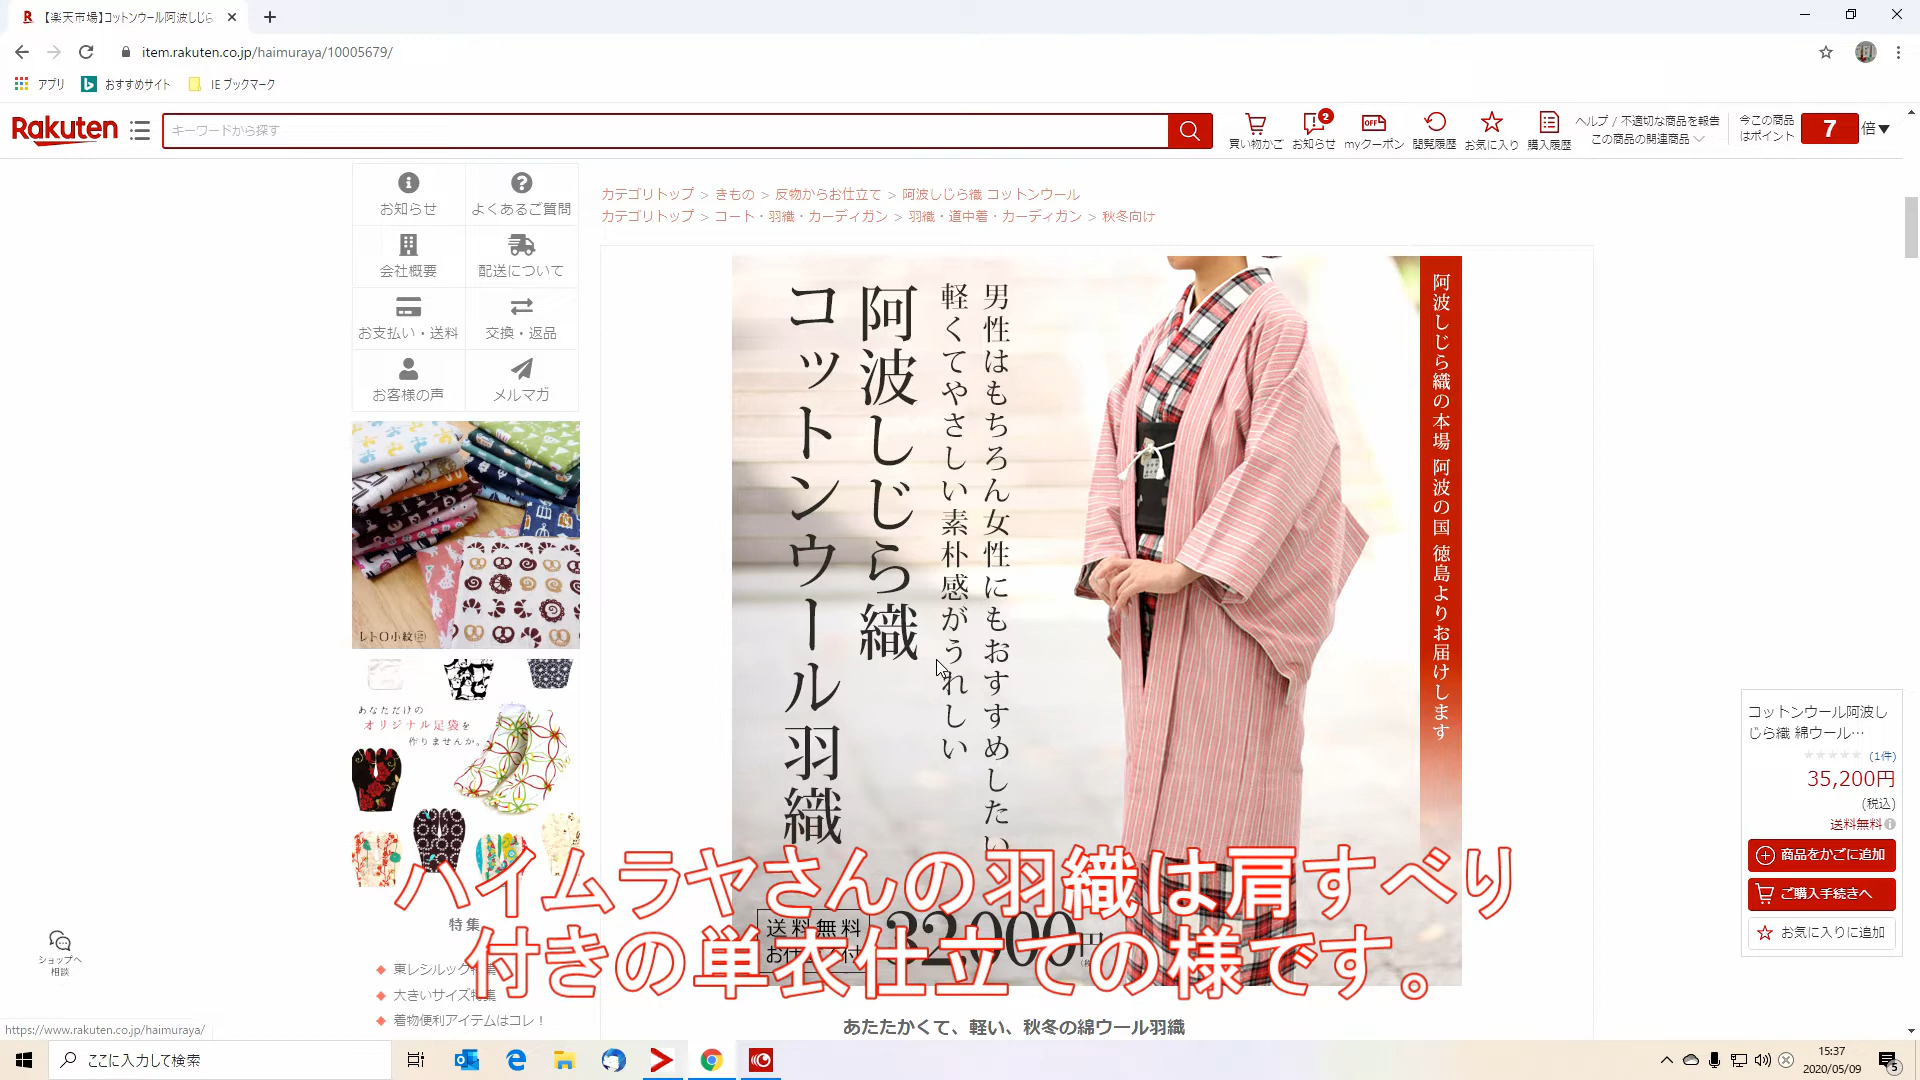 【楽天市場】コットンウール阿波しじら
item.rakuten.co.jp/haimuraya/10005679/
アプリ
おすすめサイト
IE ブックマーク
Rakuten
キーワードから探す
買い物かご
2
お知らせ
OFF
myクーポン
閲覧履歴
お気に入り
購入履歴
ヘルプ / 不適切な商品を報告
この商品の関連商品
今この商品
はポイント
7
倍▼
お知らせ
よくあるご質問
会社概要
配送について
お支払い・送料
交換・返品
お客様の声
メルマガ
カテゴリトップ > きもの > 反物からお仕立て > 阿波しじら織 コットンウール
カテゴリトップ > コート・羽織・カーディガン > 羽織・道中着・カーディガン > 秋冬向け
阿波しじら織の本場 阿波の国 徳島よりお届けします
男性はもちろん女性にもおすすめしたい
軽くてやさしい素朴感がうれしい
阿波しじら織
コットンウール羽織
送料無料
32,000円
レトロ小紋
あなただけの
オリジナル足袋を
作りませんか。
特集
東レシルック特集
大きいサイズ特集
着物便利アイテムはコレ！
ハイムラヤさんの羽織は肩すべり
付きの単衣仕立ての様です。
あたたかくて、軽い、秋冬の綿ウール羽織
コットンウール阿波し
じら織 綿ウール…
(1件)
35,200円
(税込)
送料無料
商品をかごに追加
ご購入手続きへ
お気に入りに追加
ショップへ
相談
https://www.rakuten.co.jp/haimuraya/
ここに入力して検索
15:37
2020/05/09
5